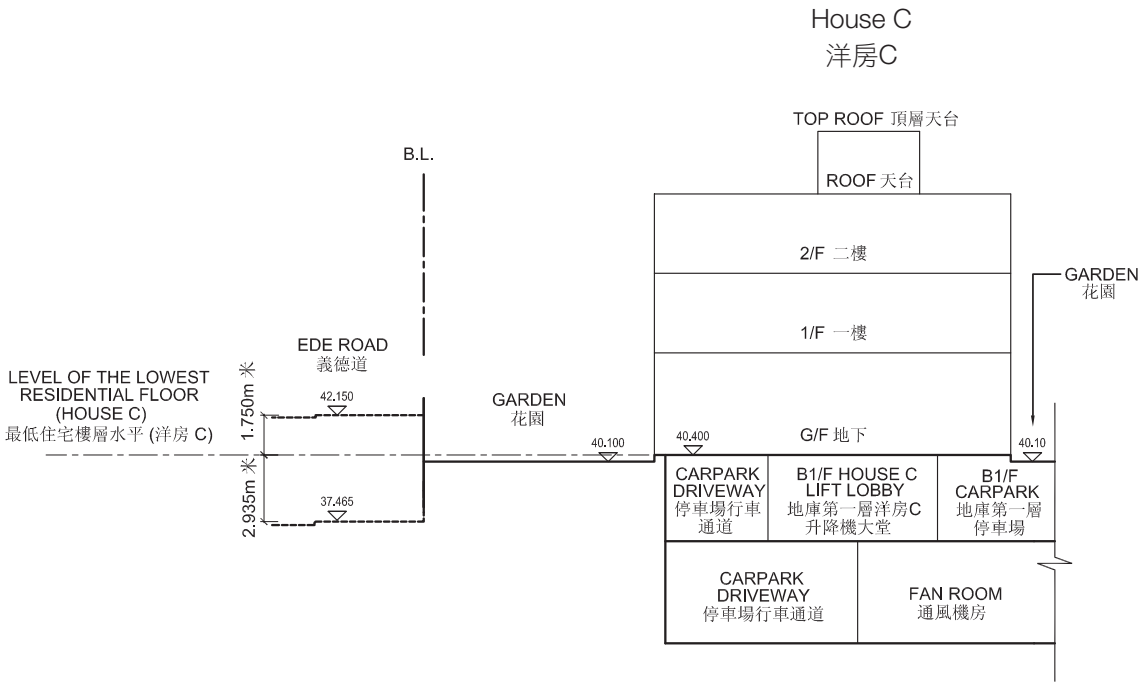 House C
洋房C
TOP ROOF 頂層天台
B.L.
ROOF 天台
2/F 二樓
GARDEN
花園
1/F 一樓
EDE ROAD
義德道
LEVEL OF THE LOWEST
RESIDENTIAL FLOOR
(HOUSE C)
最低住宅樓層水平 (洋房 C)
1.750m 米
42.150
GARDEN
花園
40.100
40.400
G/F 地下
40.10
2.935m 米
37.465
CARPARK
DRIVEWAY
停車場行車
通道
B1/F HOUSE C
LIFT LOBBY
地庫第一層洋房C
升降機大堂
B1/F
CARPARK
地庫第一層
停車場
CARPARK
DRIVEWAY
停車場行車通道
FAN ROOM
通風機房